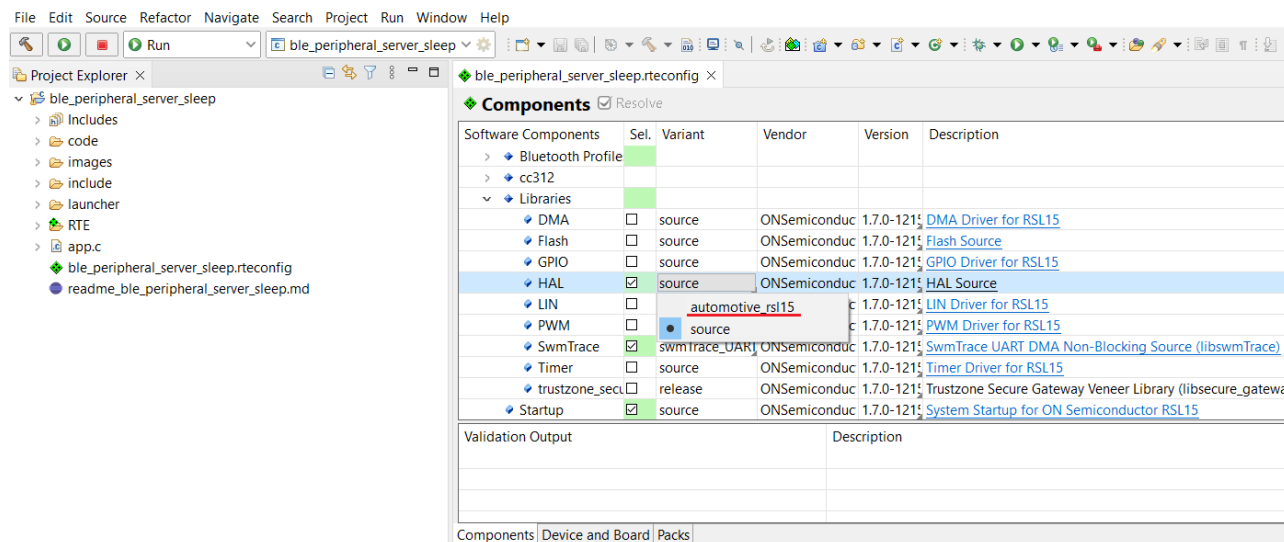 File Edit Source Refactor Navigate Search Project Run Window Help
Run ble_peripheral_server_sleep
Project Explorer
ble_peripheral_server_sleep.rteconfig
ble_peripheral_server_sleep
Includes
code
images
include
launcher
RTE
app.c
ble_peripheral_server_sleep.rteconfig
readme_ble_peripheral_server_sleep.md
Components Resolve
Software Components Sel. Variant Vendor Version Description
Bluetooth Profile
cc312
Libraries
DMA source ONSemiconduc 1.7.0-121 DMA Driver for RSL15
Flash source ONSemiconduc 1.7.0-121 Flash Source
GPIO source ONSemiconduc 1.7.0-121 GPIO Driver for RSL15
HAL source ONSemiconduc 1.7.0-121 HAL Source
LIN 1.7.0-121 LIN Driver for RSL15
PWM 1.7.0-121 PWM Driver for RSL15
automotive_rsl15
source
SwmTrace swmTrace_UART ONSemiconduc 1.7.0-121 SwmTrace UART DMA Non-Blocking Source (libswmTrace)
Timer source ONSemiconduc 1.7.0-121 Timer Driver for RSL15
trustzone_secu release ONSemiconduc 1.7.0-121 Trustzone Secure Gateway Veneer Library (libsecure_gatewa
Startup source ONSemiconduc 1.7.0-121 System Startup for ON Semiconductor RSL15
Validation Output Description
Components Device and Board Packs